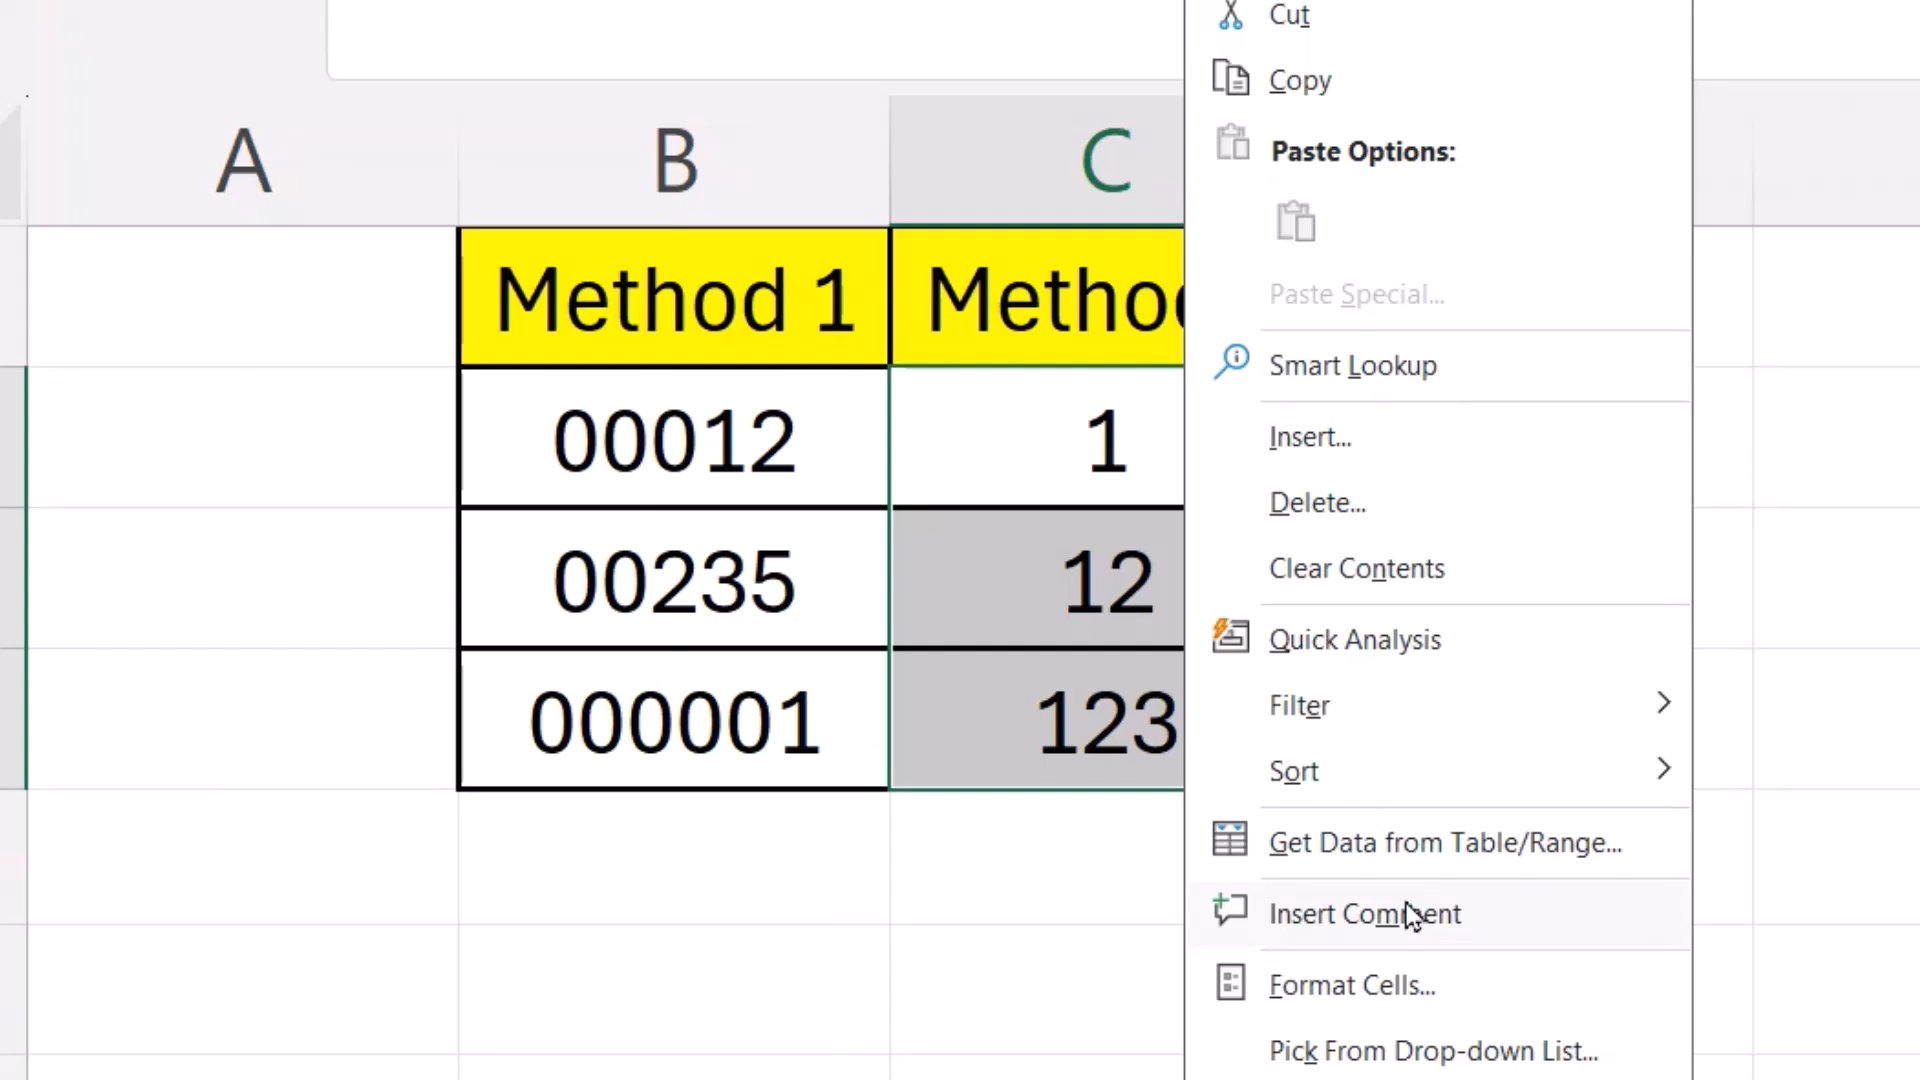 A B C
Method 1 Metho
00012 1
00235 12
000001 123
Cut
Copy
Paste Options:
Paste Special...
Smart Lookup
Insert...
Delete...
Clear Contents
Quick Analysis
Filter
Sort
Get Data from Table/Range...
Insert Comment
Format Cells...
Pick From Drop-down List...